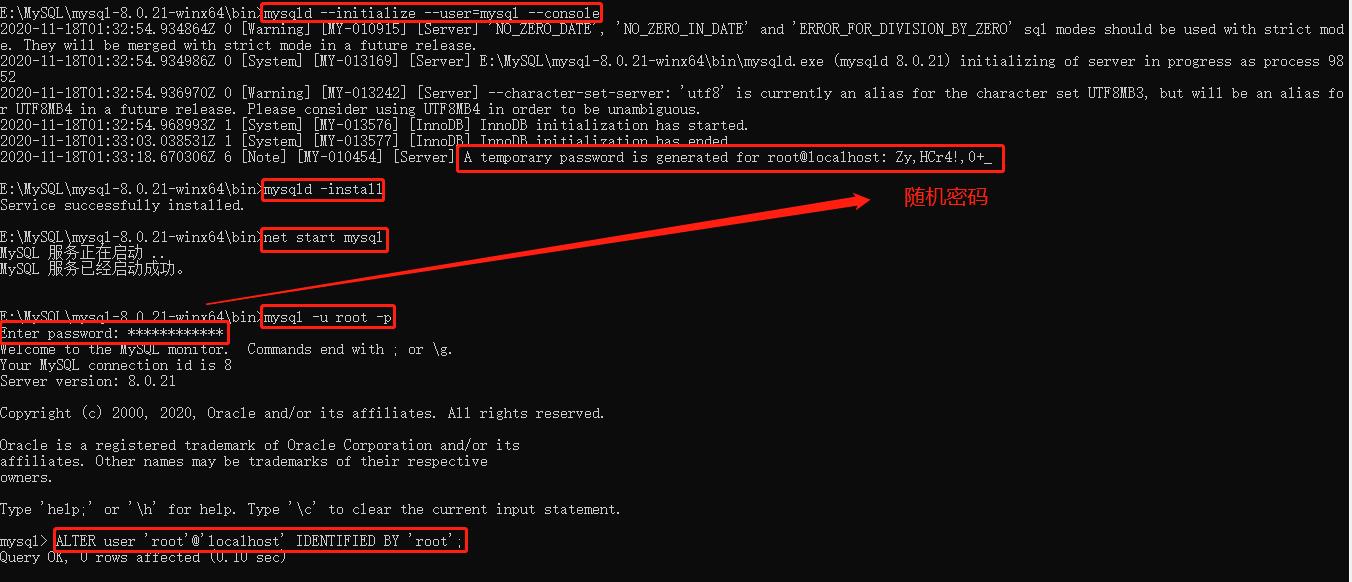 E:\MySQL\mysql-8.0.21-winx64\bin>mysqld --initialize --user=mysql --console
2020-11-18T01:32:54.934864Z 0 [Warning] [MY-010915] [Server] 'NO_ZERO_DATE', 'NO_ZERO_IN_DATE' and 'ERROR_FOR_DIVISION_BY_ZERO' sql modes should be used with strict mod
e. They will be merged with strict mode in a future release.
2020-11-18T01:32:54.934986Z 0 [System] [MY-013169] [Server] E:\MySQL\mysql-8.0.21-winx64\bin\mysqld.exe (mysqld 8.0.21) initializing of server in progress as process 98
52
2020-11-18T01:32:54.936970Z 0 [Warning] [MY-013242] [Server] --character-set-server: 'utf8' is currently an alias for the character set UTF8MB3, but will be an alias fo
r UTF8MB4 in a future release. Please consider using UTF8MB4 in order to be unambiguous.
2020-11-18T01:32:54.968993Z 1 [System] [MY-013576] [InnoDB] InnoDB initialization has started.
2020-11-18T01:33:03.038531Z 1 [System] [MY-013577] [InnoDB] InnoDB initialization has ended.
2020-11-18T01:33:18.670306Z 6 [Note] [MY-010454] [Server] A temporary password is generated for root@localhost: Zy,HCr4!,0+_
E:\MySQL\mysql-8.0.21-winx64\bin>mysqld -install
随机密码
Service successfully installed.
E:\MySQL\mysql-8.0.21-winx64\bin>net start mysql
MySQL 服务正在启动 ..
MySQL 服务已经启动成功。
E:\MySQL\mysql-8.0.21-winx64\bin>mysql -u root -p
Enter password: ************
Welcome to the MySQL monitor.  Commands end with ; or \g.
Your MySQL connection id is 8
Server version: 8.0.21
Copyright (c) 2000, 2020, Oracle and/or its affiliates. All rights reserved.
Oracle is a registered trademark of Oracle Corporation and/or its
affiliates. Other names may be trademarks of their respective
owners.
Type 'help;' or '\h' for help. Type '\c' to clear the current input statement.
mysql> ALTER user 'root'@'localhost' IDENTIFIED BY 'root';
Query OK, 0 rows affected (0.10 sec)